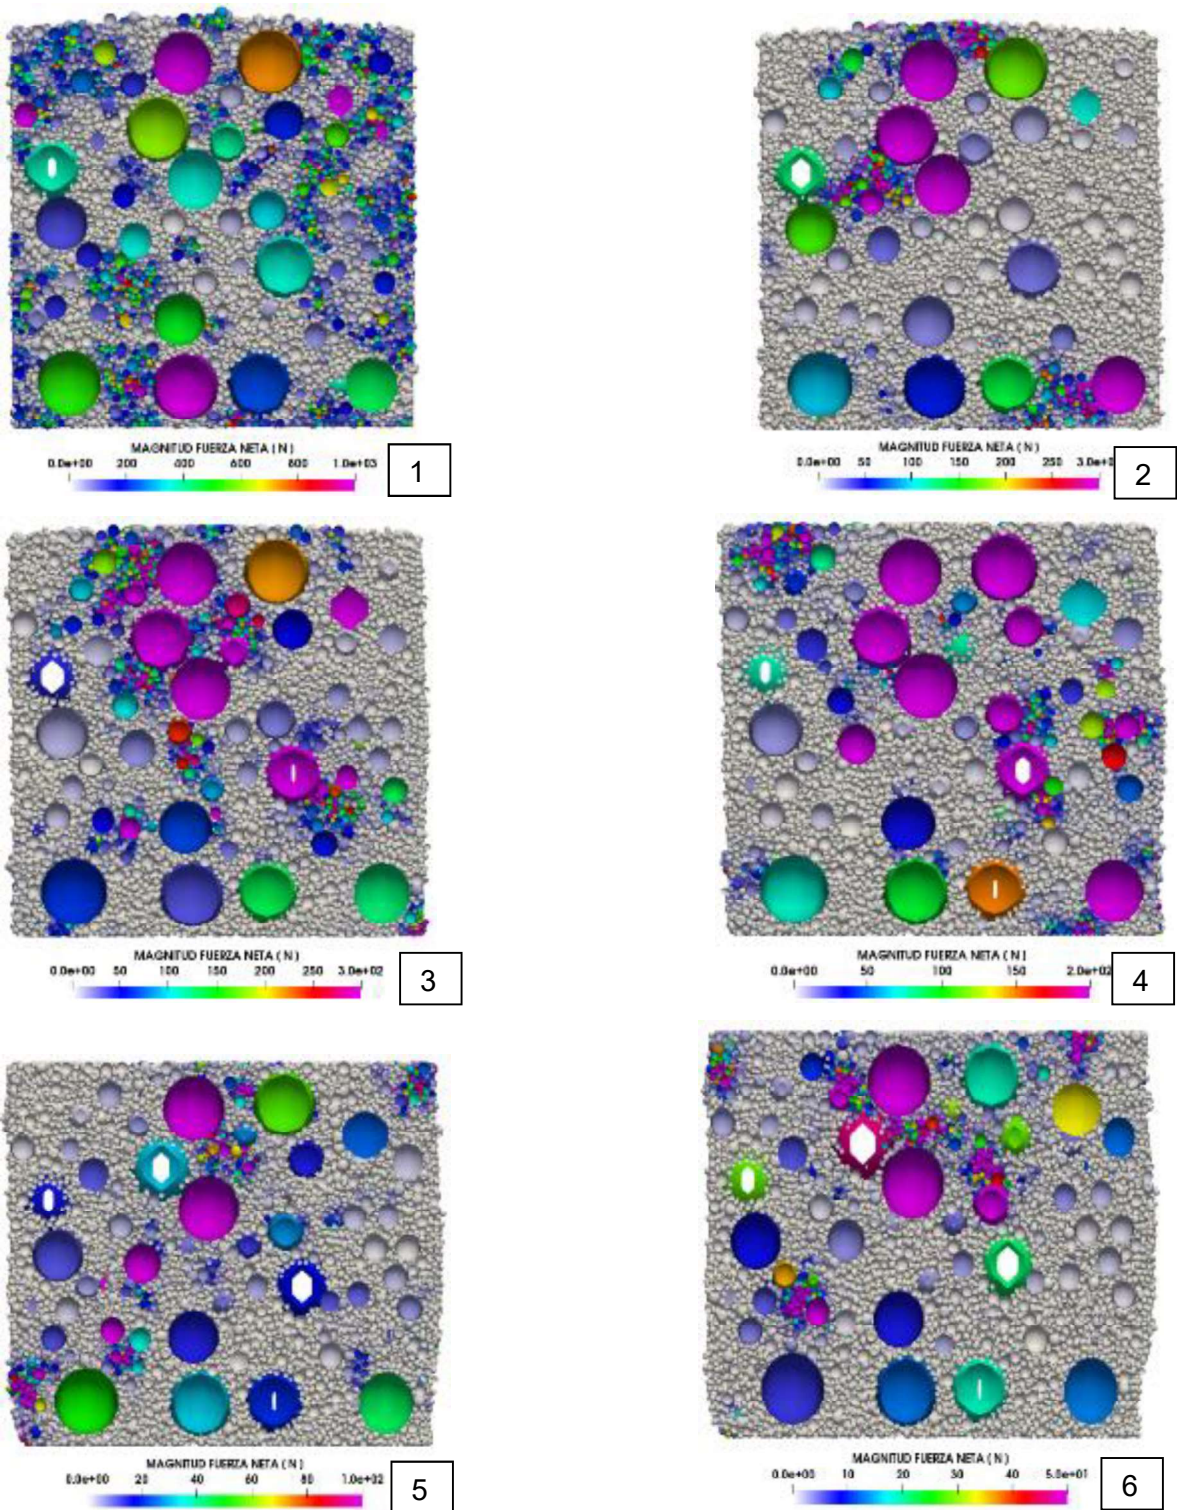 MAGNITUD FUERZA NETA ( N )
0.0e+00 200 400 600 800 1.0e+03
1
MAGNITUD FUERZA NETA ( N )
0.0e+00 50 100 150 200 250 3.0e+0
2
MAGNITUD FUERZA NETA ( N )
0.0e+00 50 100 150 200 250 3.0e+02
3
MAGNITUD FUERZA NETA ( N )
0.0e+00 50 100 150 2.0e+02
4
MAGNITUD FUERZA NETA ( N )
0.0e+00 20 40 60 80 1.0e+02
5
MAGNITUD FUERZA NETA ( N )
0.0e+00 10 20 30 40 5.0e+01
6